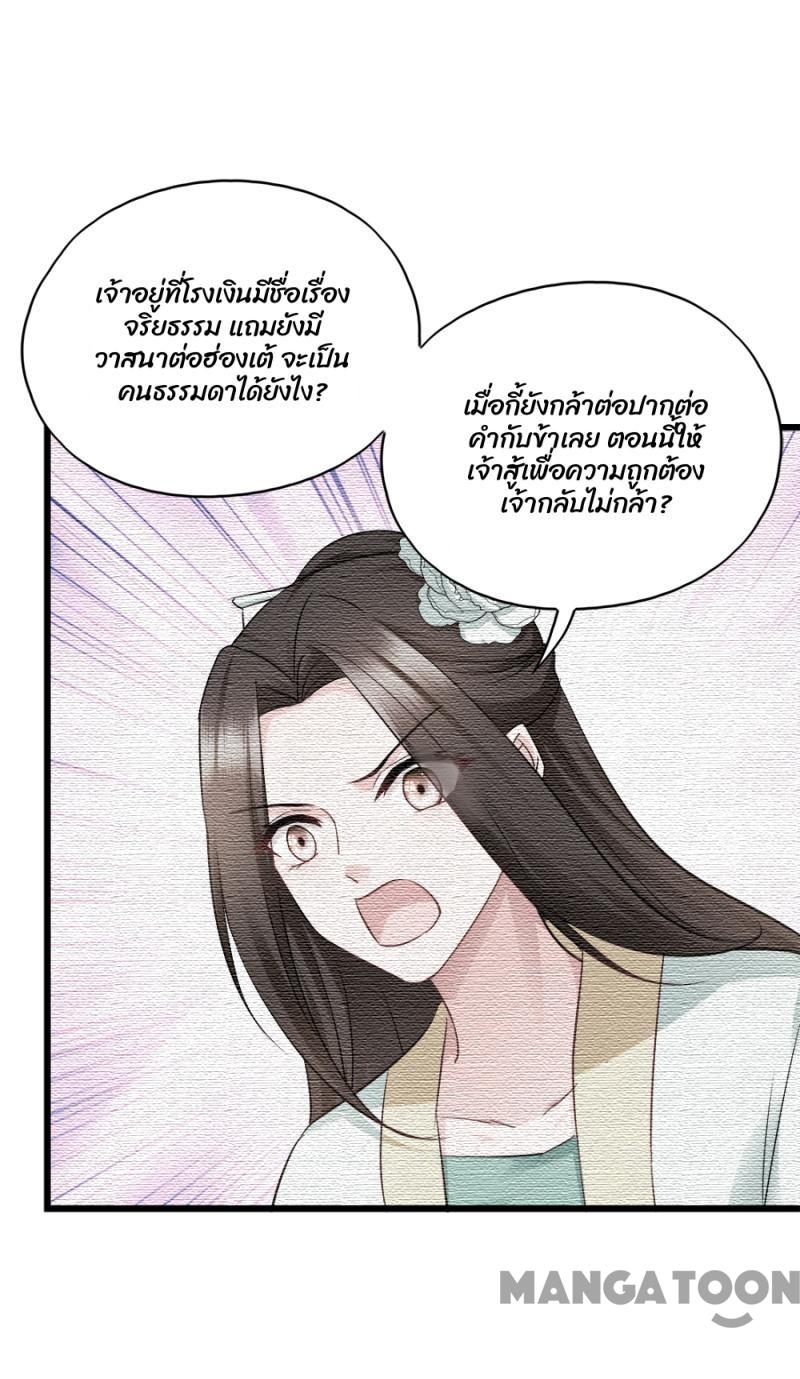 เจ้าอยู่ที่โรงเงินมีชื่อเรื่อง
จริยธรรม แถมยังมี
วาสนาต่อฮ่องเต้ จะเป็น
คนธรรมดาได้ยังไง?
เมื่อกี้ยังกล้าต่อปากต่อ
คำกับข้าเลย ตอนนี้ให้
เจ้าสู้เพื่อความถูกต้อง
เจ้ากลับไม่กล้า?
MANGATOON